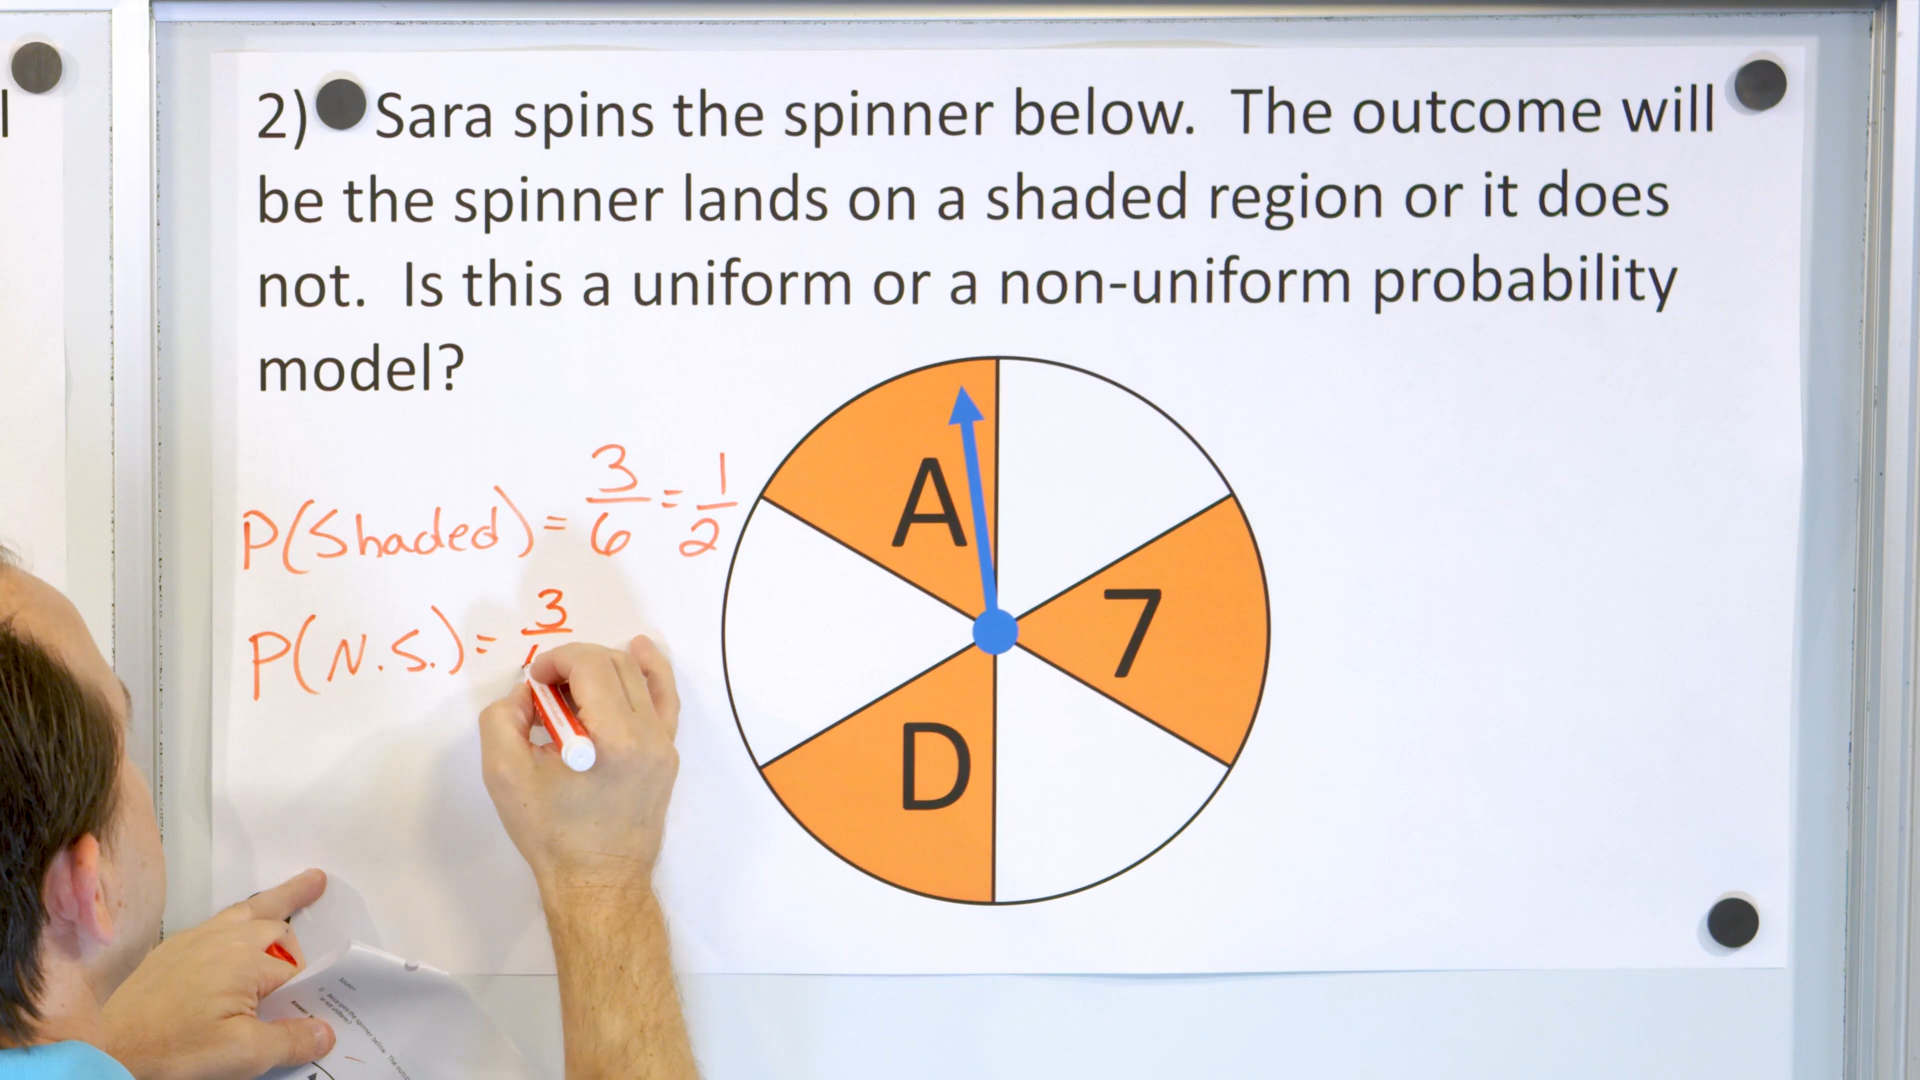 2) Sara spins the spinner below. The outcome will
be the spinner lands on a shaded region or it does
not. Is this a uniform or a non-uniform probability
model?
P(Shaded) = 3/6 = 1/2
P(N.S.) = 3
A
7
D